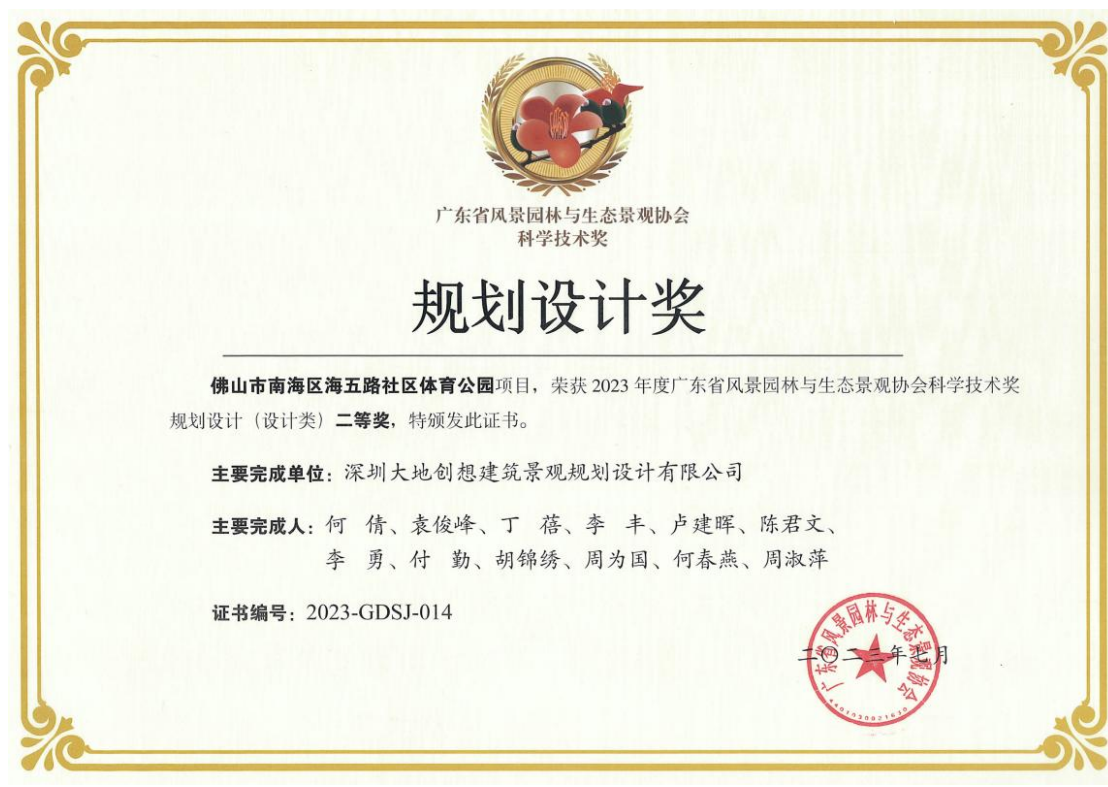 广东省风景园林与生态景观协会
科学技术奖
规划设计奖
佛山市南海区海五路社区体育公园项目，荣获 2023 年度广东省风景园林与生态景观协会科学技术奖
规划设计（设计类）二等奖，特颁发此证书。
主要完成单位：深圳大地创想建筑景观规划设计有限公司
主要完成人：何 倩、袁俊峰、丁 蓓、李 丰、卢建晖、陈君文、
李 勇、付 勤、胡锦绣、周为国、何春燕、周淑萍
证书编号：2023-GDSJ-014
广东省风景园林与生态景观协会
二〇二三年七月